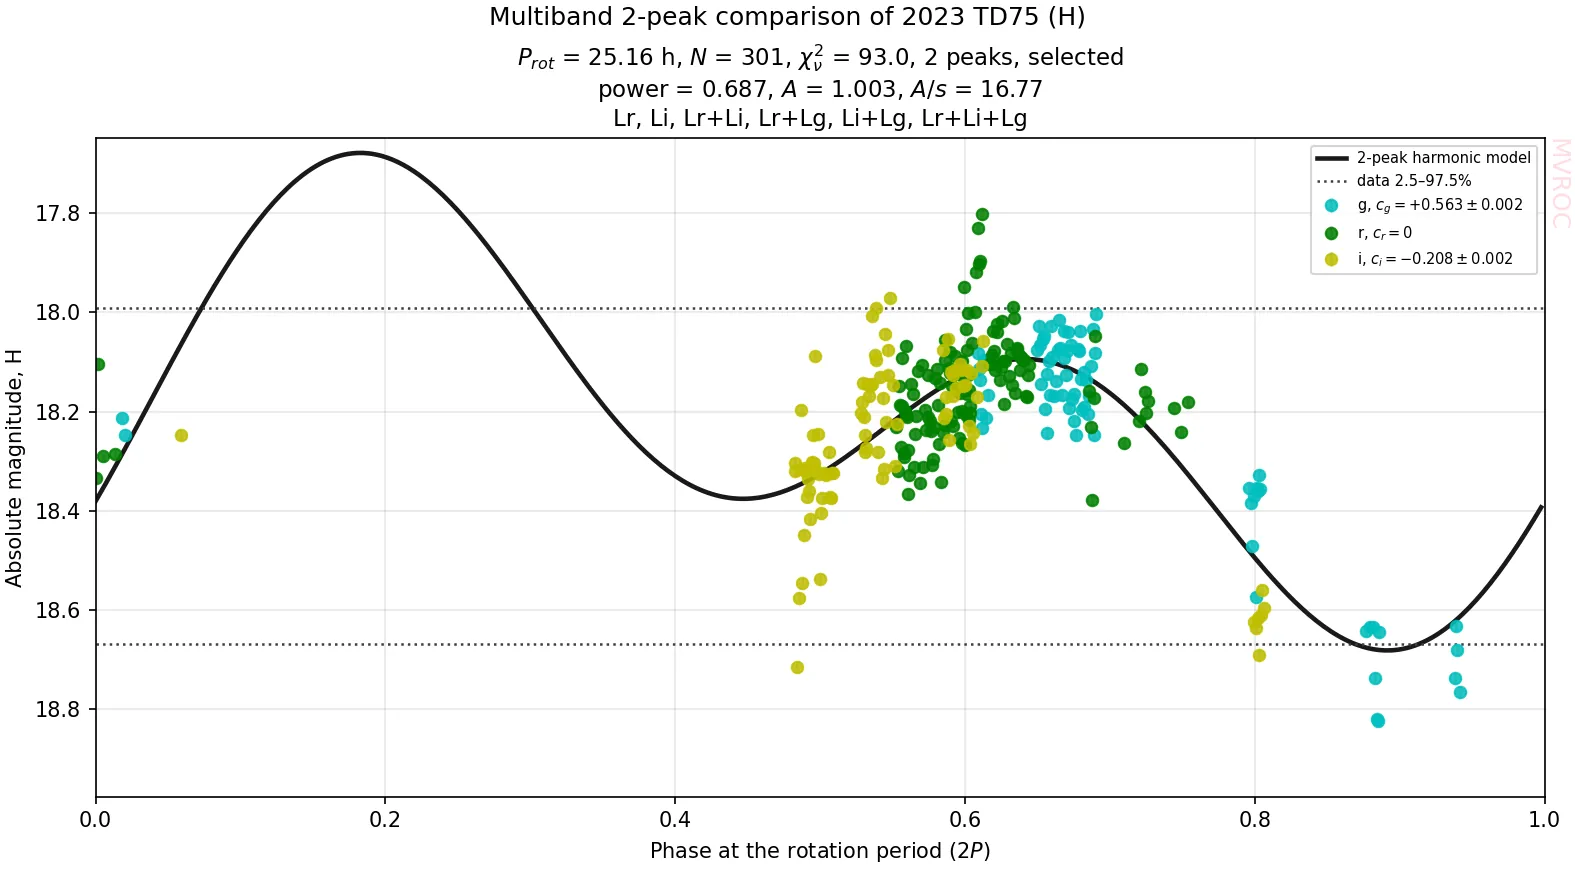 Multiband 2-peak comparison of 2023 TD75 (H)
P_rot = 25.16 h, N = 301, χ²_ν = 93.0, 2 peaks, selected
power = 0.687, A = 1.003, A/s = 16.77
Lr, Li, Lr+Li, Lr+Lg, Li+Lg, Lr+Li+Lg
2-peak harmonic model
data 2.5–97.5%
g, c_g = +0.563 ± 0.002
r, c_r = 0
i, c_i = −0.208 ± 0.002
MVROC
Absolute magnitude, H
17.8
18.0
18.2
18.4
18.6
18.8
0.0 0.2 0.4 0.6 0.8 1.0
Phase at the rotation period (2P)